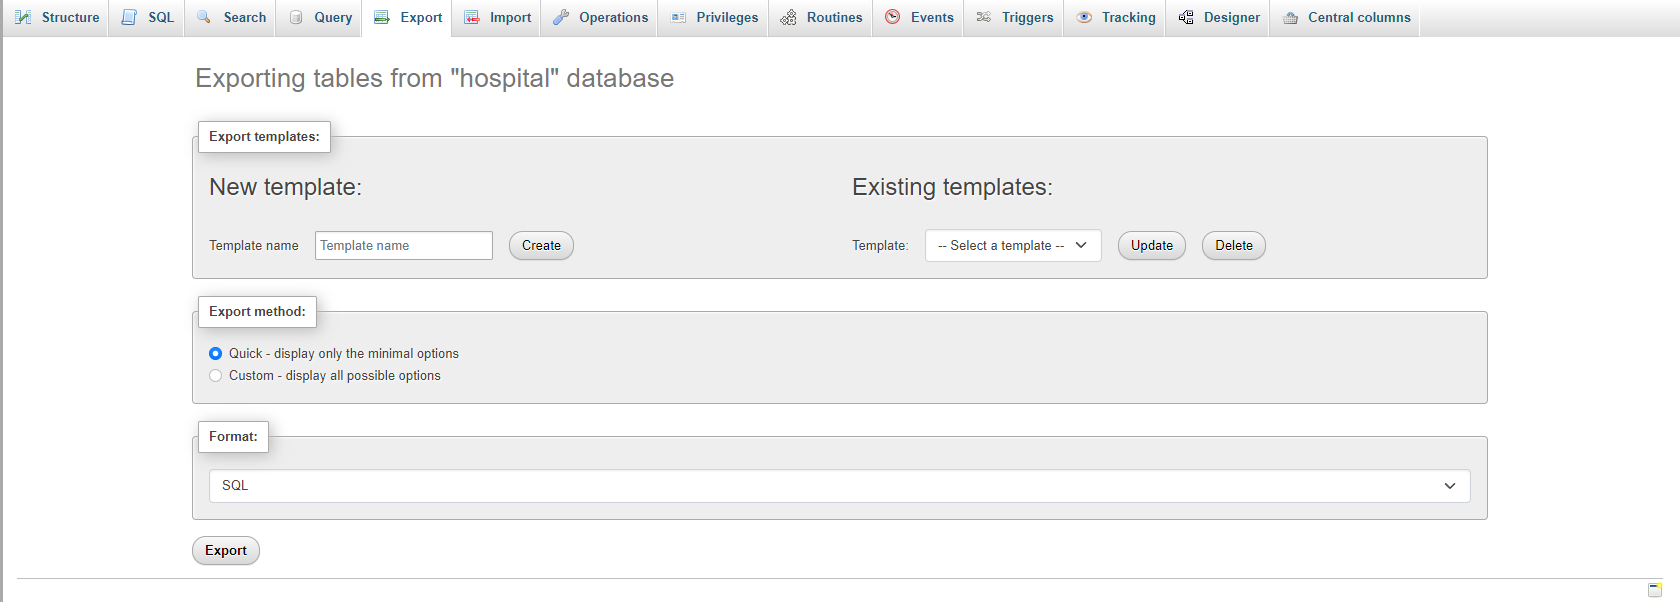 Structure SQL Search Query Export Import Operations Privileges Routines Events Triggers Tracking Designer Central columns
Exporting tables from "hospital" database
Export templates:
New template:
Existing templates:
Template name Template name Create
Template: -- Select a template -- Update Delete
Export method:
Quick - display only the minimal options
Custom - display all possible options
Format:
SQL
Export